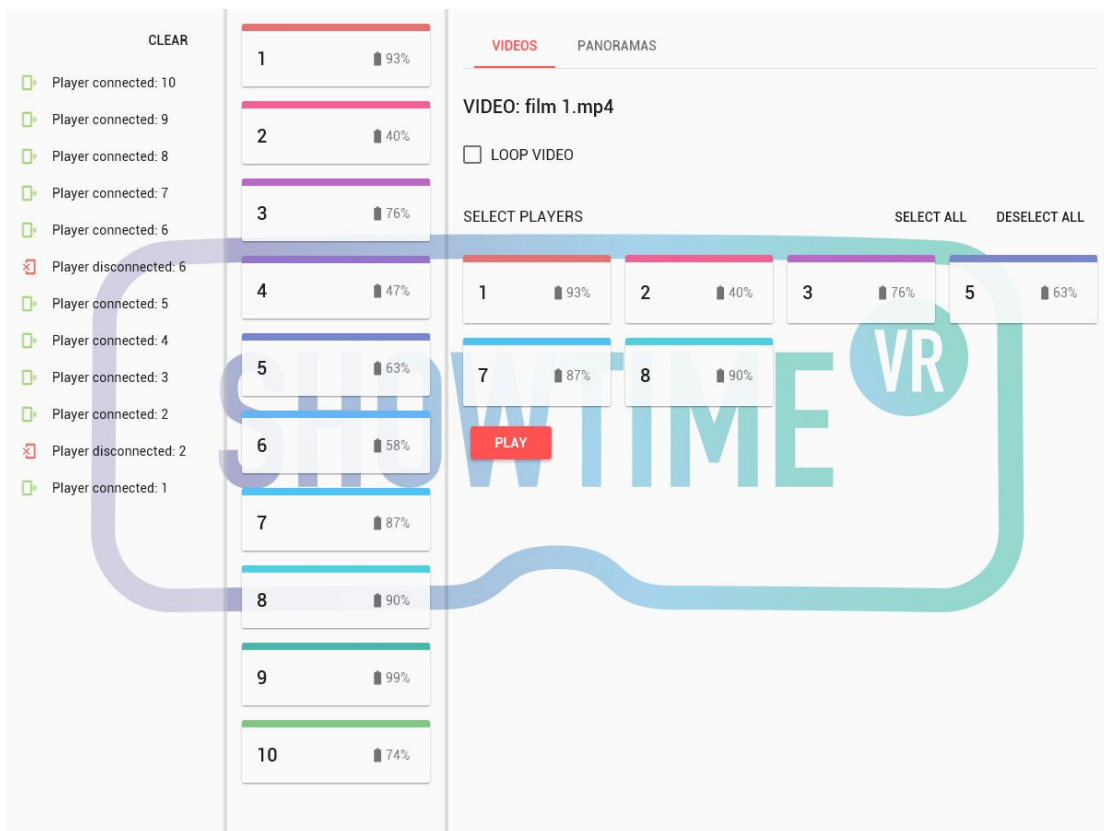 CLEAR
Player connected: 10
Player connected: 9
Player connected: 8
Player connected: 7
Player connected: 6
Player disconnected: 6
Player connected: 5
Player connected: 4
Player connected: 3
Player connected: 2
Player disconnected: 2
Player connected: 1
1 93%
2 40%
3 76%
4 47%
5 63%
6 58%
7 87%
8 90%
9 99%
10 74%
VIDEOS PANORAMAS
VIDEO: film 1.mp4
LOOP VIDEO
SELECT PLAYERS SELECT ALL DESELECT ALL
1 93% 2 40% 3 76% 5 63%
7 87% 8 90%
PLAY
SHOWTIME VR